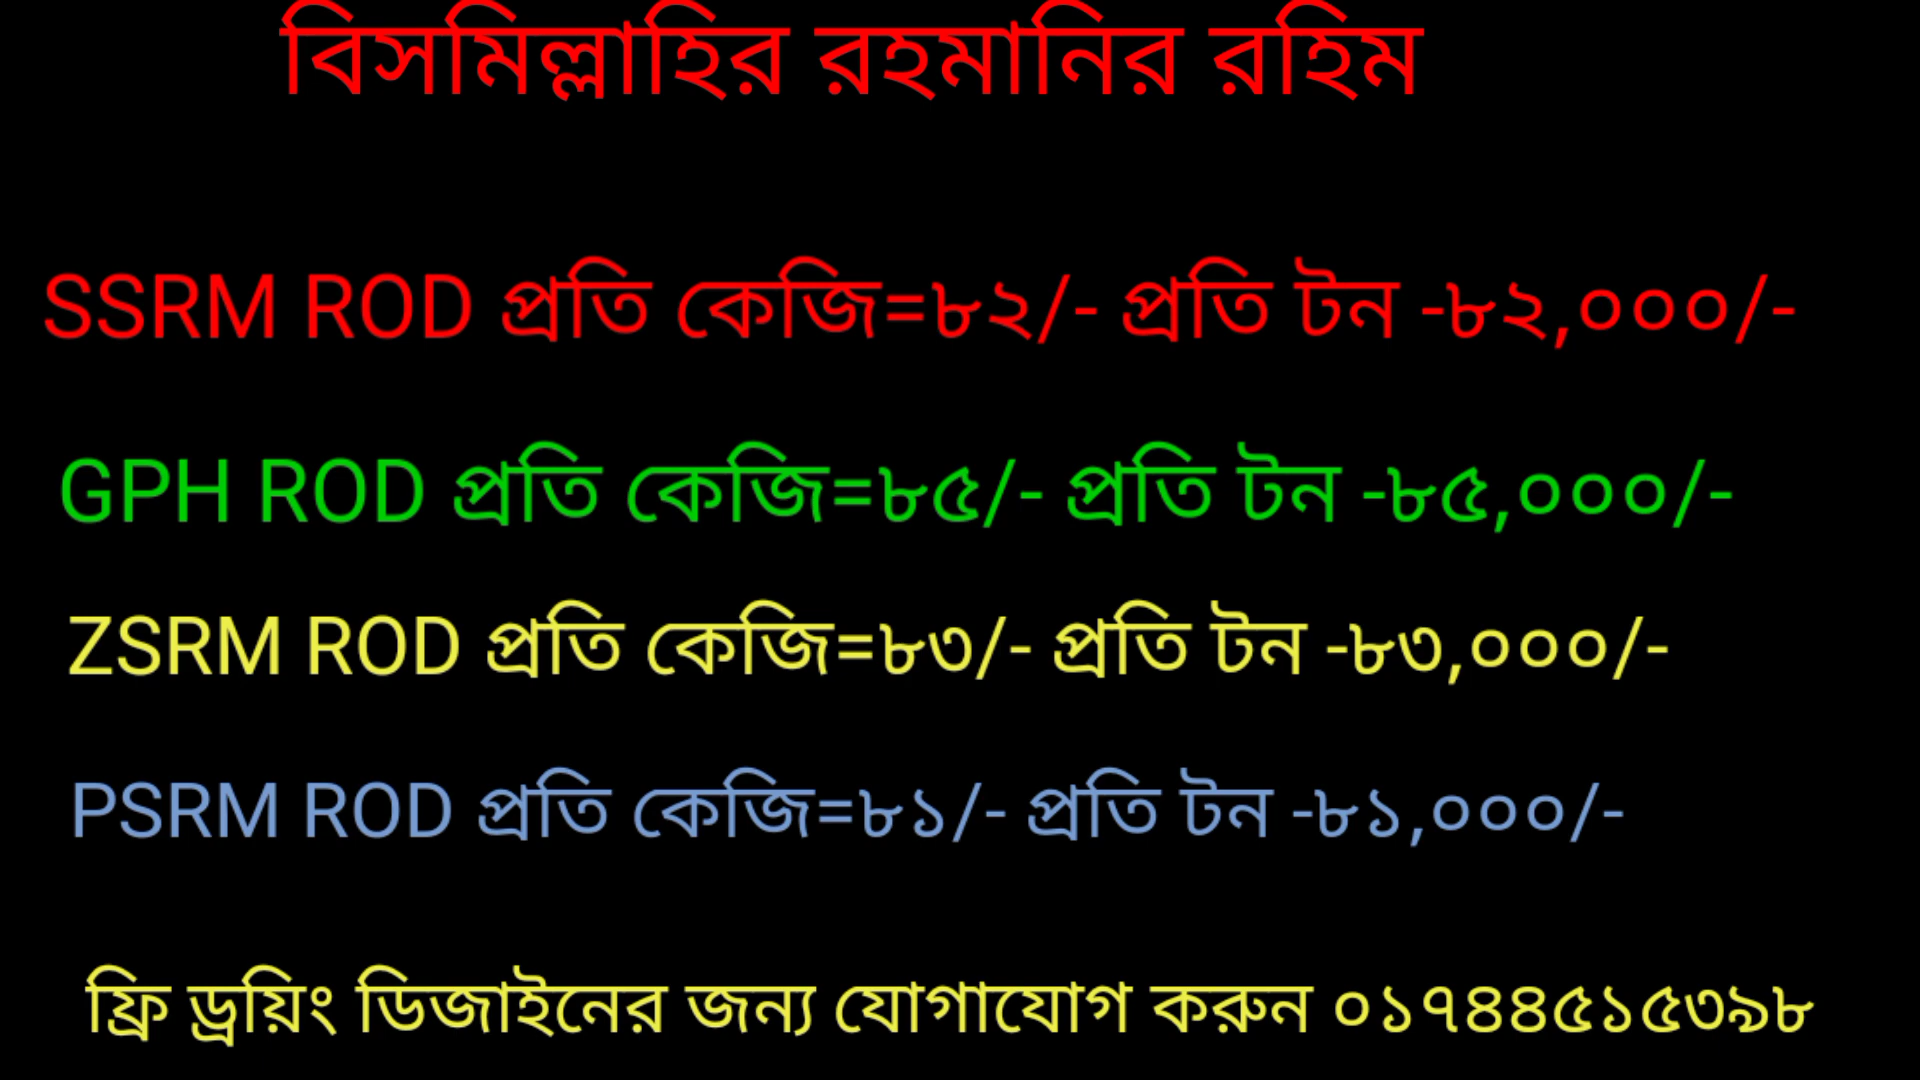 বিসমিল্লাহির রহমানির রহিম
SSRM ROD প্রতি কেজি=৮২/- প্রতি টন -৮২,০০০/-
GPH ROD প্রতি কেজি=৮৫/- প্রতি টন -৮৫,০০০/-
ZSRM ROD প্রতি কেজি=৮৩/- প্রতি টন -৮৩,০০০/-
PSRM ROD প্রতি কেজি=৮১/- প্রতি টন -৮১,০০০/-
ফ্রি ড্রয়িং ডিজাইনের জন্য যোগাযোগ করুন ০১৭৪৪৫১৫৩৯৮